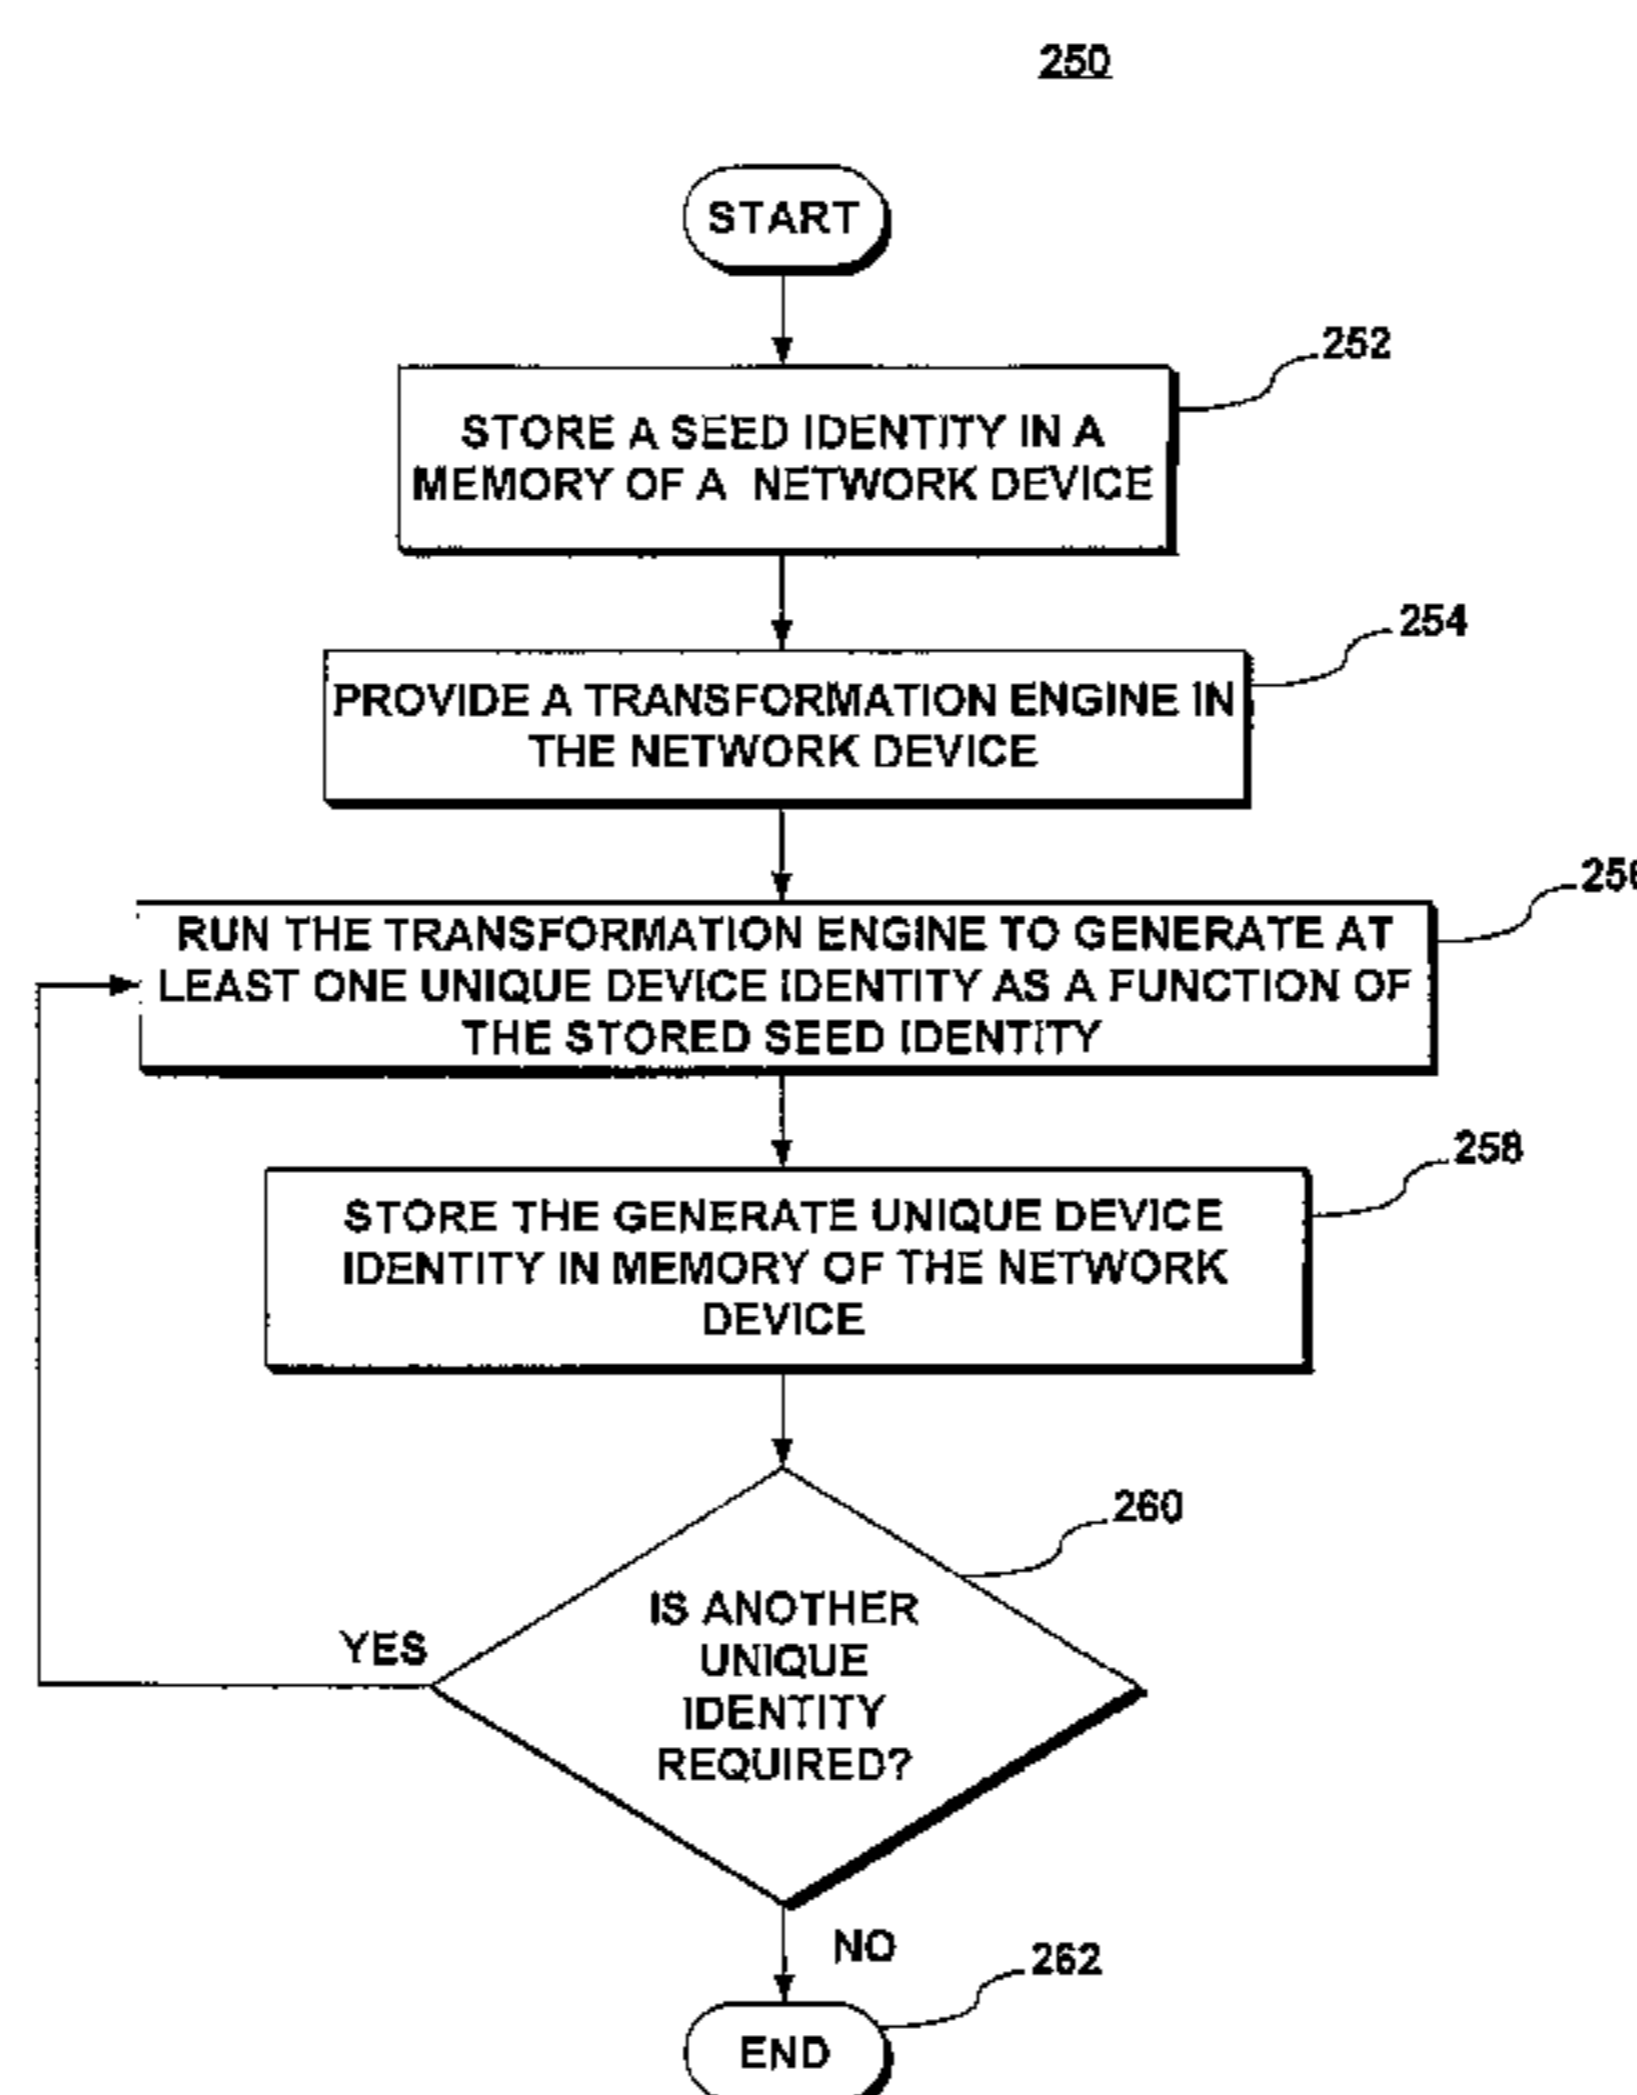 250
START
252
STORE A SEED IDENTITY IN A
MEMORY OF A NETWORK DEVICE
254
PROVIDE A TRANSFORMATION ENGINE IN
THE NETWORK DEVICE
RUN THE TRANSFORMATION ENGINE TO GENERATE AT
LEAST ONE UNIQUE DEVICE IDENTITY AS A FUNCTION OF
THE STORED SEED IDENTITY
258
STORE THE GENERATE UNIQUE DEVICE
IDENTITY IN MEMORY OF THE NETWORK
DEVICE
260
IS ANOTHER
UNIQUE
IDENTITY
REQUIRED?
YES
NO
262
END